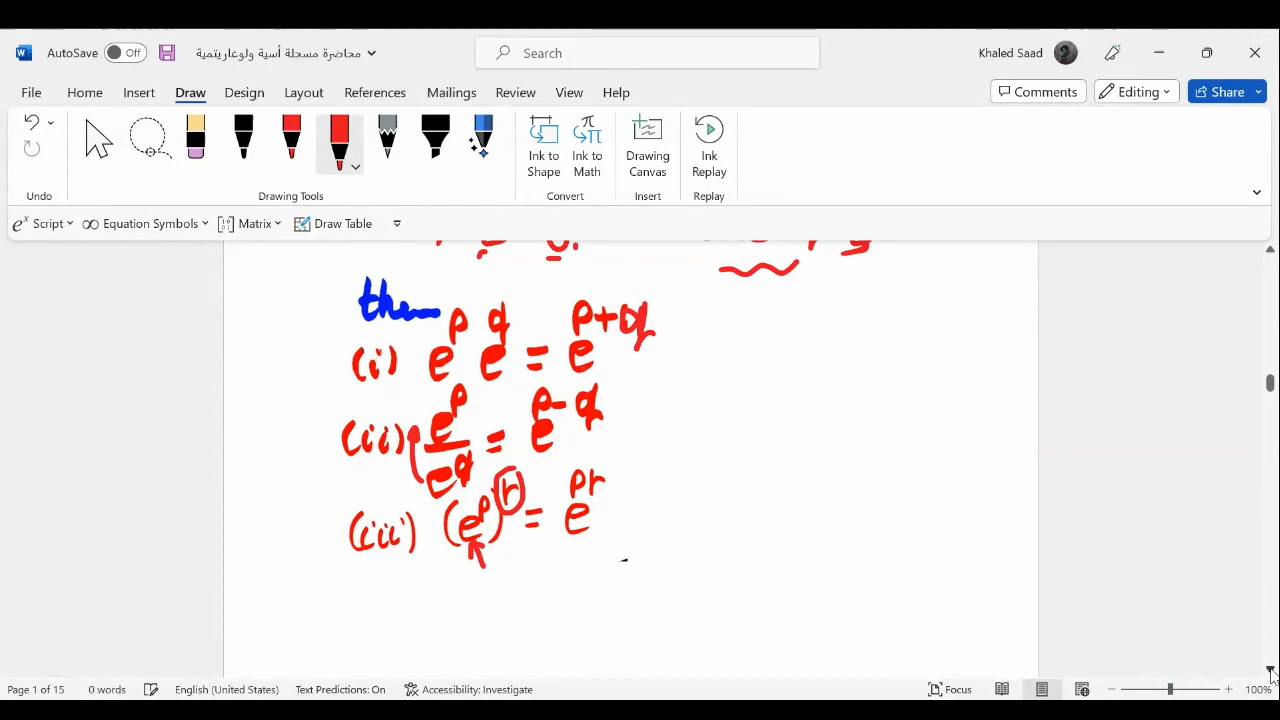 AutoSave Off محاضرة مسجلة أسية ولوغاريتمية Search Khaled Saad
File Home Insert Draw Design Layout References Mailings Review View Help Comments Editing Share
Ink to Shape Ink to Math Drawing Canvas Ink Replay
Undo Drawing Tools Convert Insert Replay
eˣ Script ∞ Equation Symbols Matrix Draw Table
then
(i) e^p e^q = e^{p+q}
(ii) e^p/e^q = e^{p-q}
(iii) (e^p)^r = e^{pr}
Page 1 of 15 0 words English (United States) Text Predictions: On Accessibility: Investigate Focus 100%